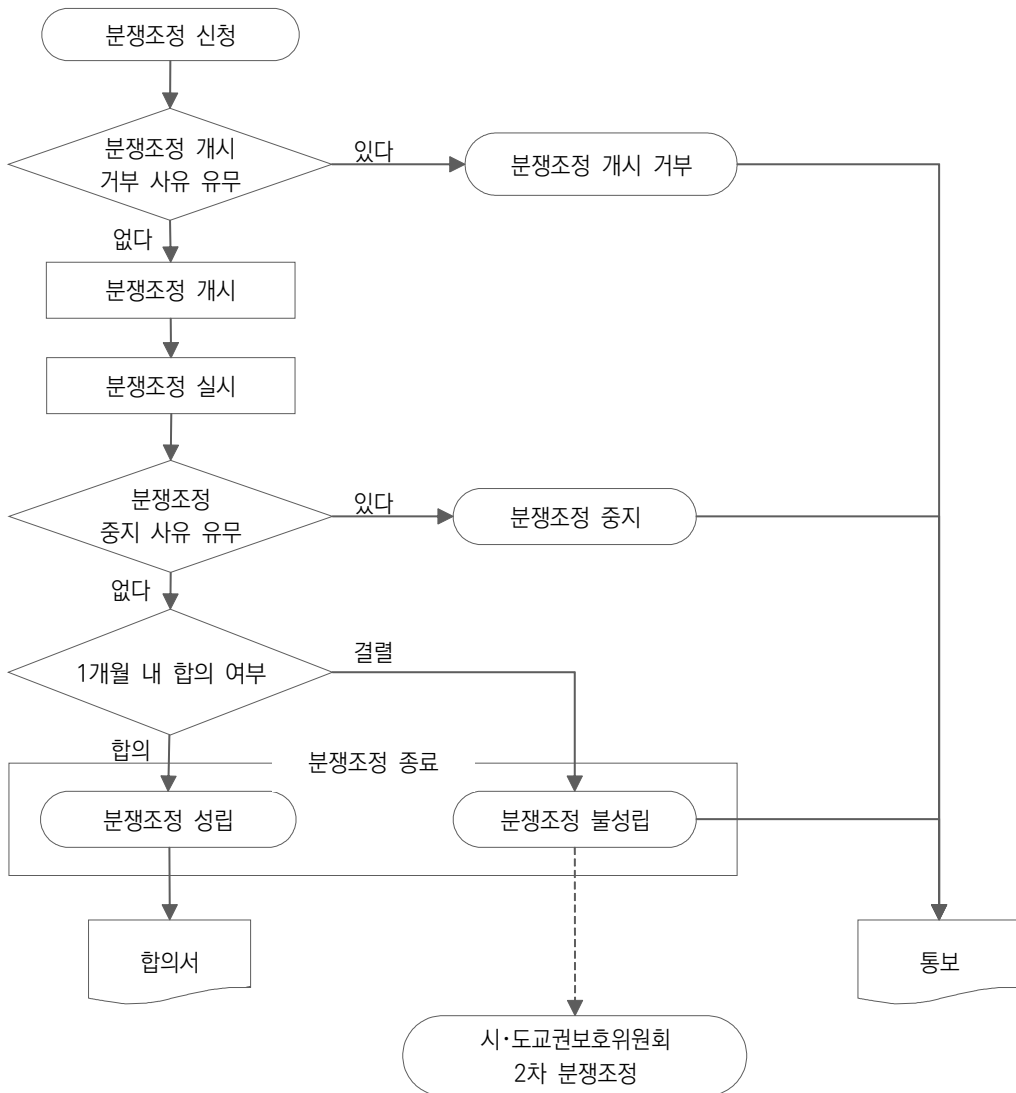 분쟁조정 신청
분쟁조정 개시
거부 사유 유무
있다
분쟁조정 개시 거부
없다
분쟁조정 개시
분쟁조정 실시
분쟁조정
중지 사유 유무
있다
분쟁조정 중지
없다
1개월 내 합의 여부
결렬
합의
분쟁조정 종료
분쟁조정 성립
분쟁조정 불성립
합의서
통보
시·도교권보호위원회
2차 분쟁조정